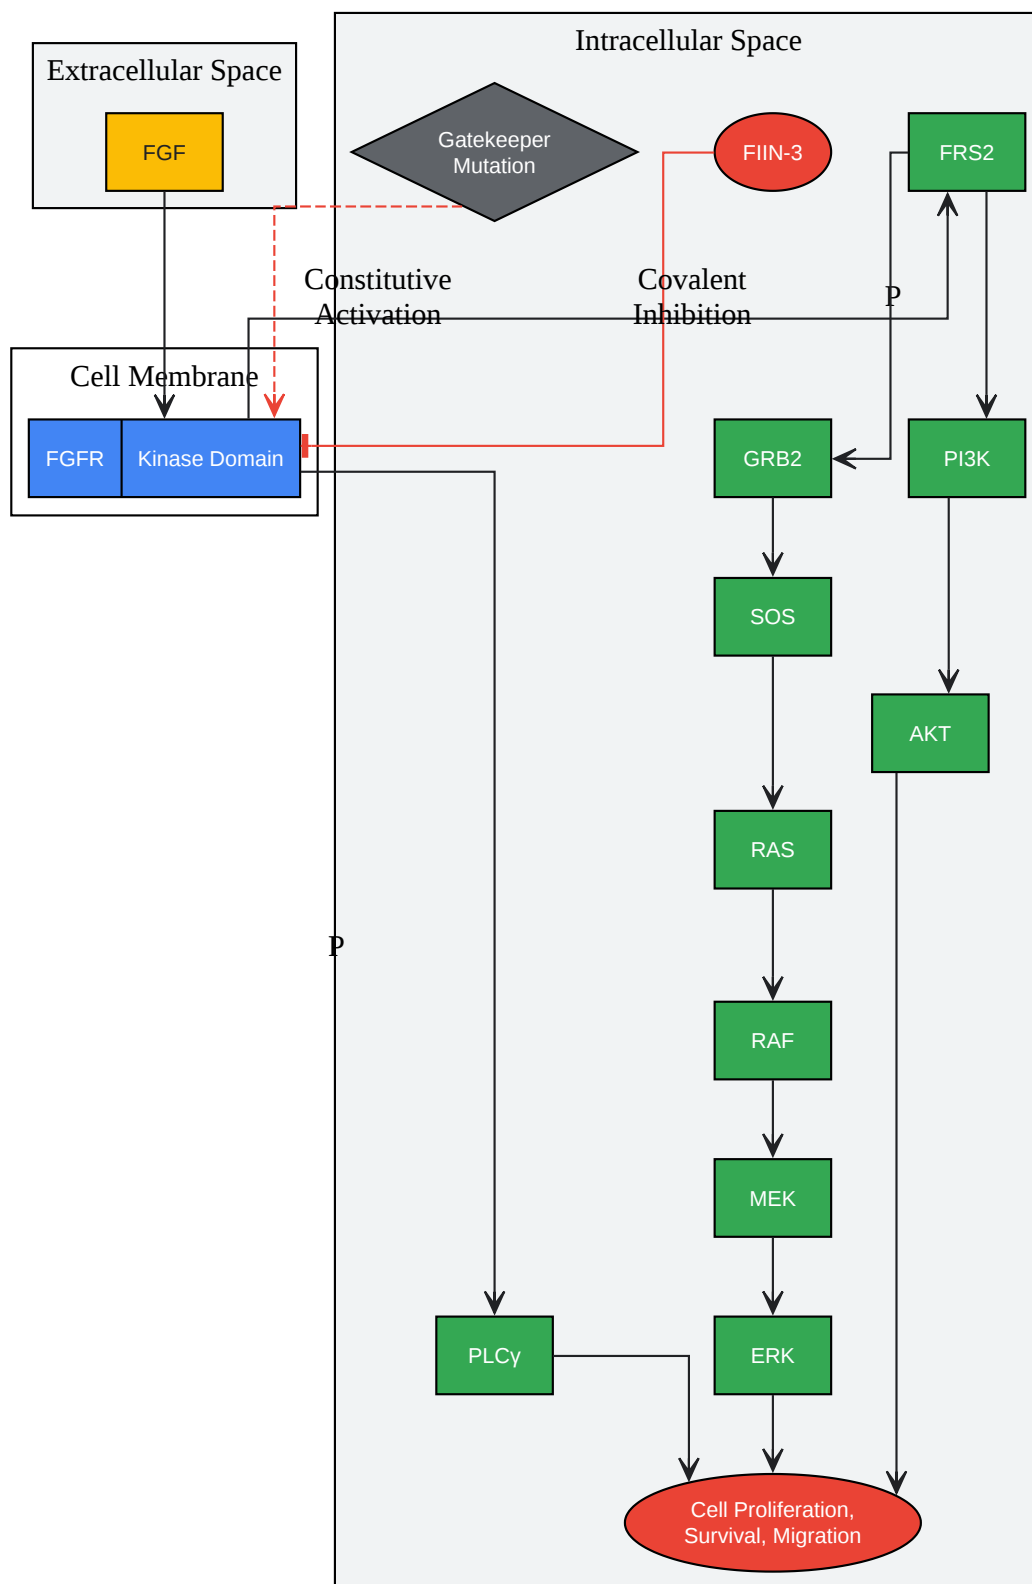 Intracellular Space
Extracellular Space
FGF
Gatekeeper
Mutation
FIIN-3
FRS2
Constitutive
Activation
Covalent
Inhibition
P
Cell Membrane
FGFR
Kinase Domain
GRB2
PI3K
SOS
AKT
RAS
P
RAF
MEK
PLCγ
ERK
Cell Proliferation,
Survival, Migration